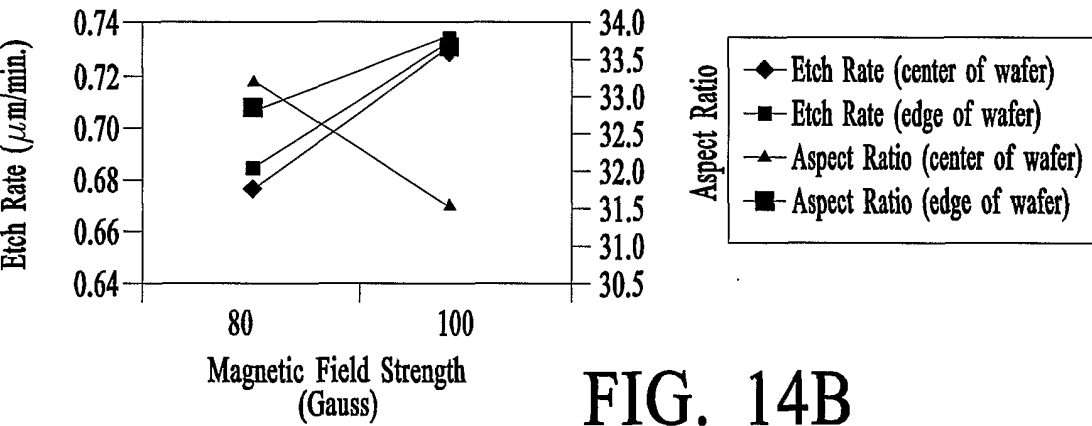 Etch Rate (μm/min.)
0.74
0.72
0.70
0.68
0.66
0.64
34.0
33.5
33.0
32.5
32.0
31.5
31.0
30.5
Aspect Ratio
80
100
Magnetic Field Strength
(Gauss)
Etch Rate (center of wafer)
Etch Rate (edge of wafer)
Aspect Ratio (center of wafer)
Aspect Ratio (edge of wafer)
FIG. 14B